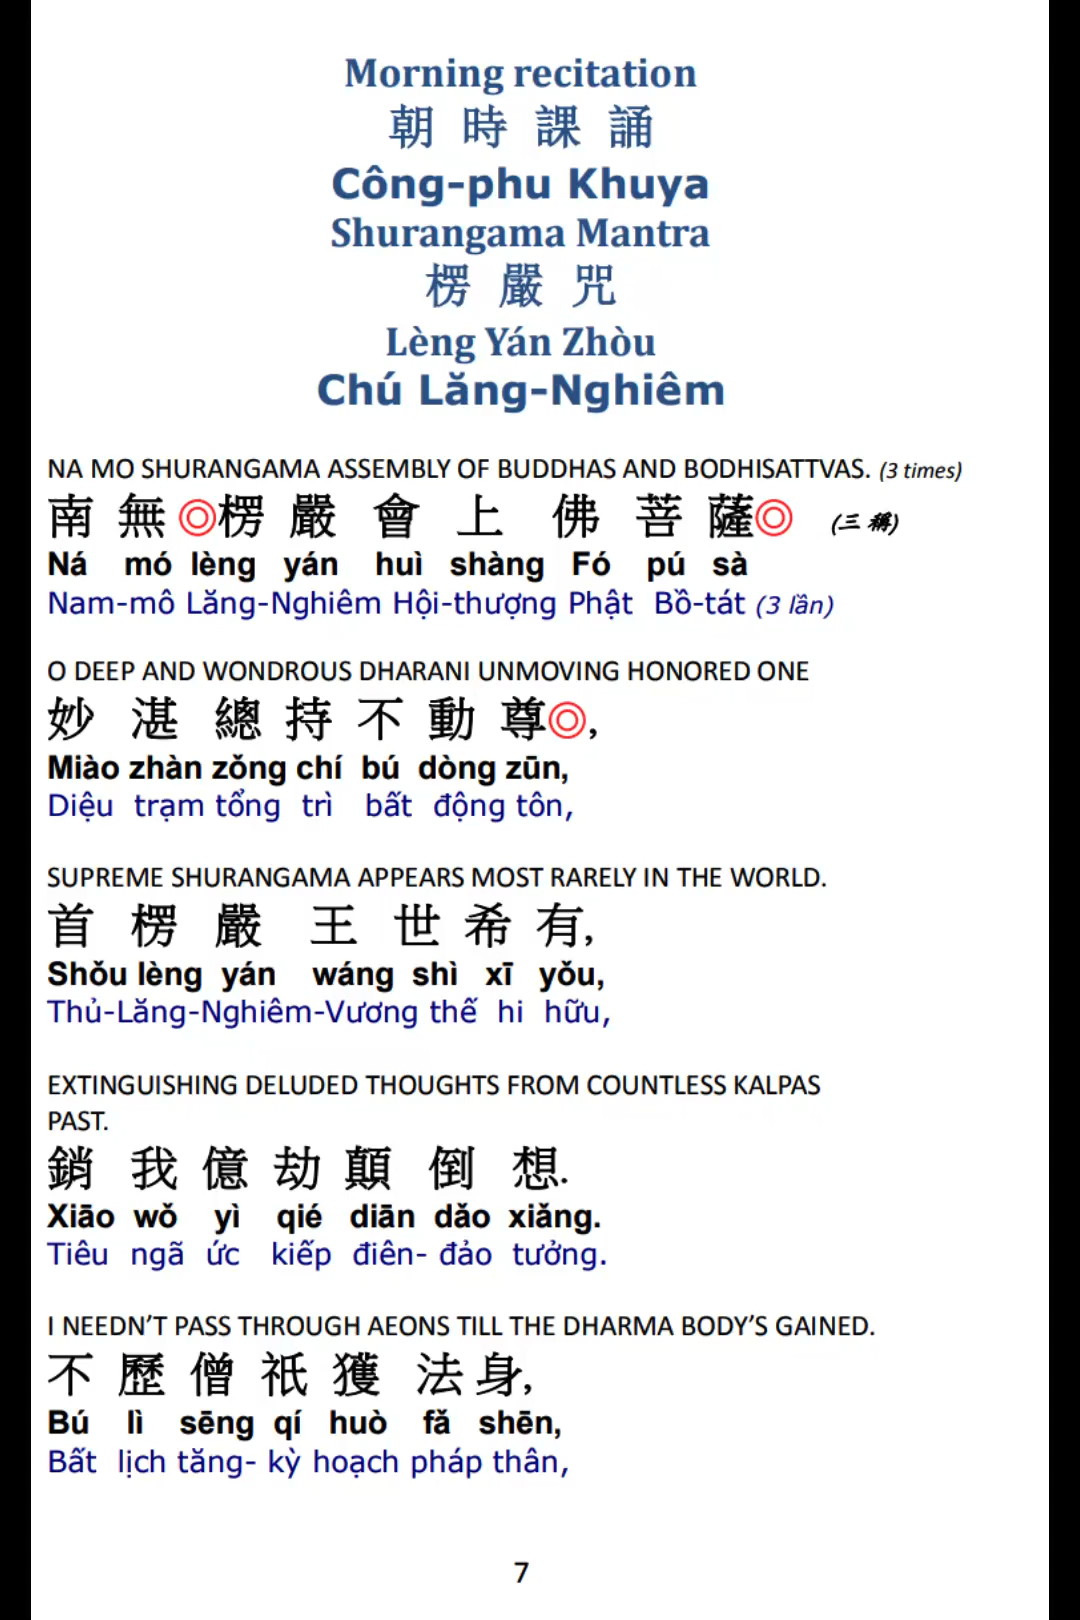 Morning recitation
朝 時 課 誦
Công-phu Khuya
Shurangama Mantra
楞 嚴 咒
Lèng Yán Zhòu
Chú Lăng-Nghiêm
NA MO SHURANGAMA ASSEMBLY OF BUDDHAS AND BODHISATTVAS. (3 times)
南 無 ◎楞 嚴 會 上 佛 菩 薩◎ (三 稱)
Ná mó lèng yán huì shàng Fó pú sà
Nam-mô Lăng-Nghiêm Hội-thượng Phật Bồ-tát (3 lần)
O DEEP AND WONDROUS DHARANI UNMOVING HONORED ONE
妙 湛 總 持 不 動 尊◎,
Miào zhàn zǒng chí bú dòng zūn,
Diệu trạm tổng trì bất động tôn,
SUPREME SHURANGAMA APPEARS MOST RARELY IN THE WORLD.
首 楞 嚴 王 世 希 有,
Shǒu lèng yán wáng shì xī yǒu,
Thủ-Lăng-Nghiêm-Vương thế hi hữu,
EXTINGUISHING DELUDED THOUGHTS FROM COUNTLESS KALPAS
PAST.
銷 我 億 劫 顛 倒 想.
Xiāo wǒ yì qié diān dǎo xiǎng.
Tiêu ngã ức kiếp điên- đảo tưởng.
I NEEDN'T PASS THROUGH AEONS TILL THE DHARMA BODY'S GAINED.
不 歷 僧 祇 獲 法 身,
Bú lì sēng qí huò fǎ shēn,
Bất lịch tăng- kỳ hoạch pháp thân,
7